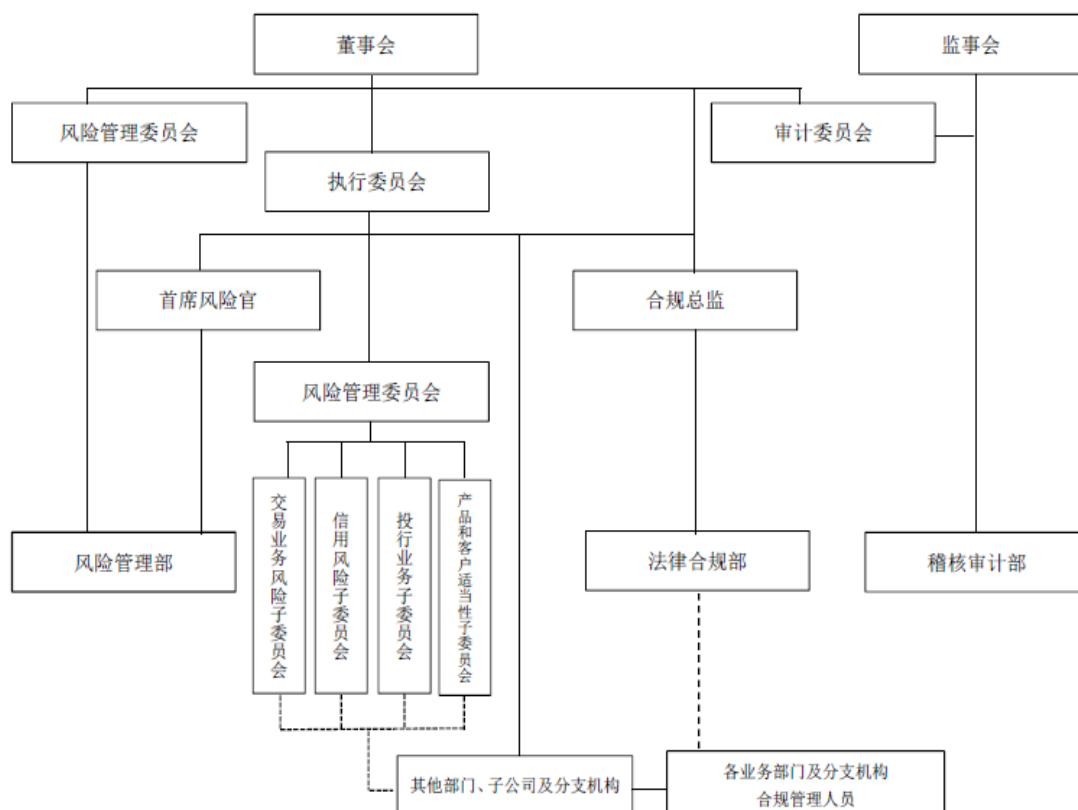 董事会
监事会
风险管理委员会
审计委员会
执行委员会
首席风险官
合规总监
风险管理委员会
交易业务风险子委员会
信用风险子委员会
投行业务子委员会
产品和客户适当性子委员会
风险管理部
法律合规部
稽核审计部
其他部门、子公司及分支机构
各业务部门及分支机构
合规管理人员